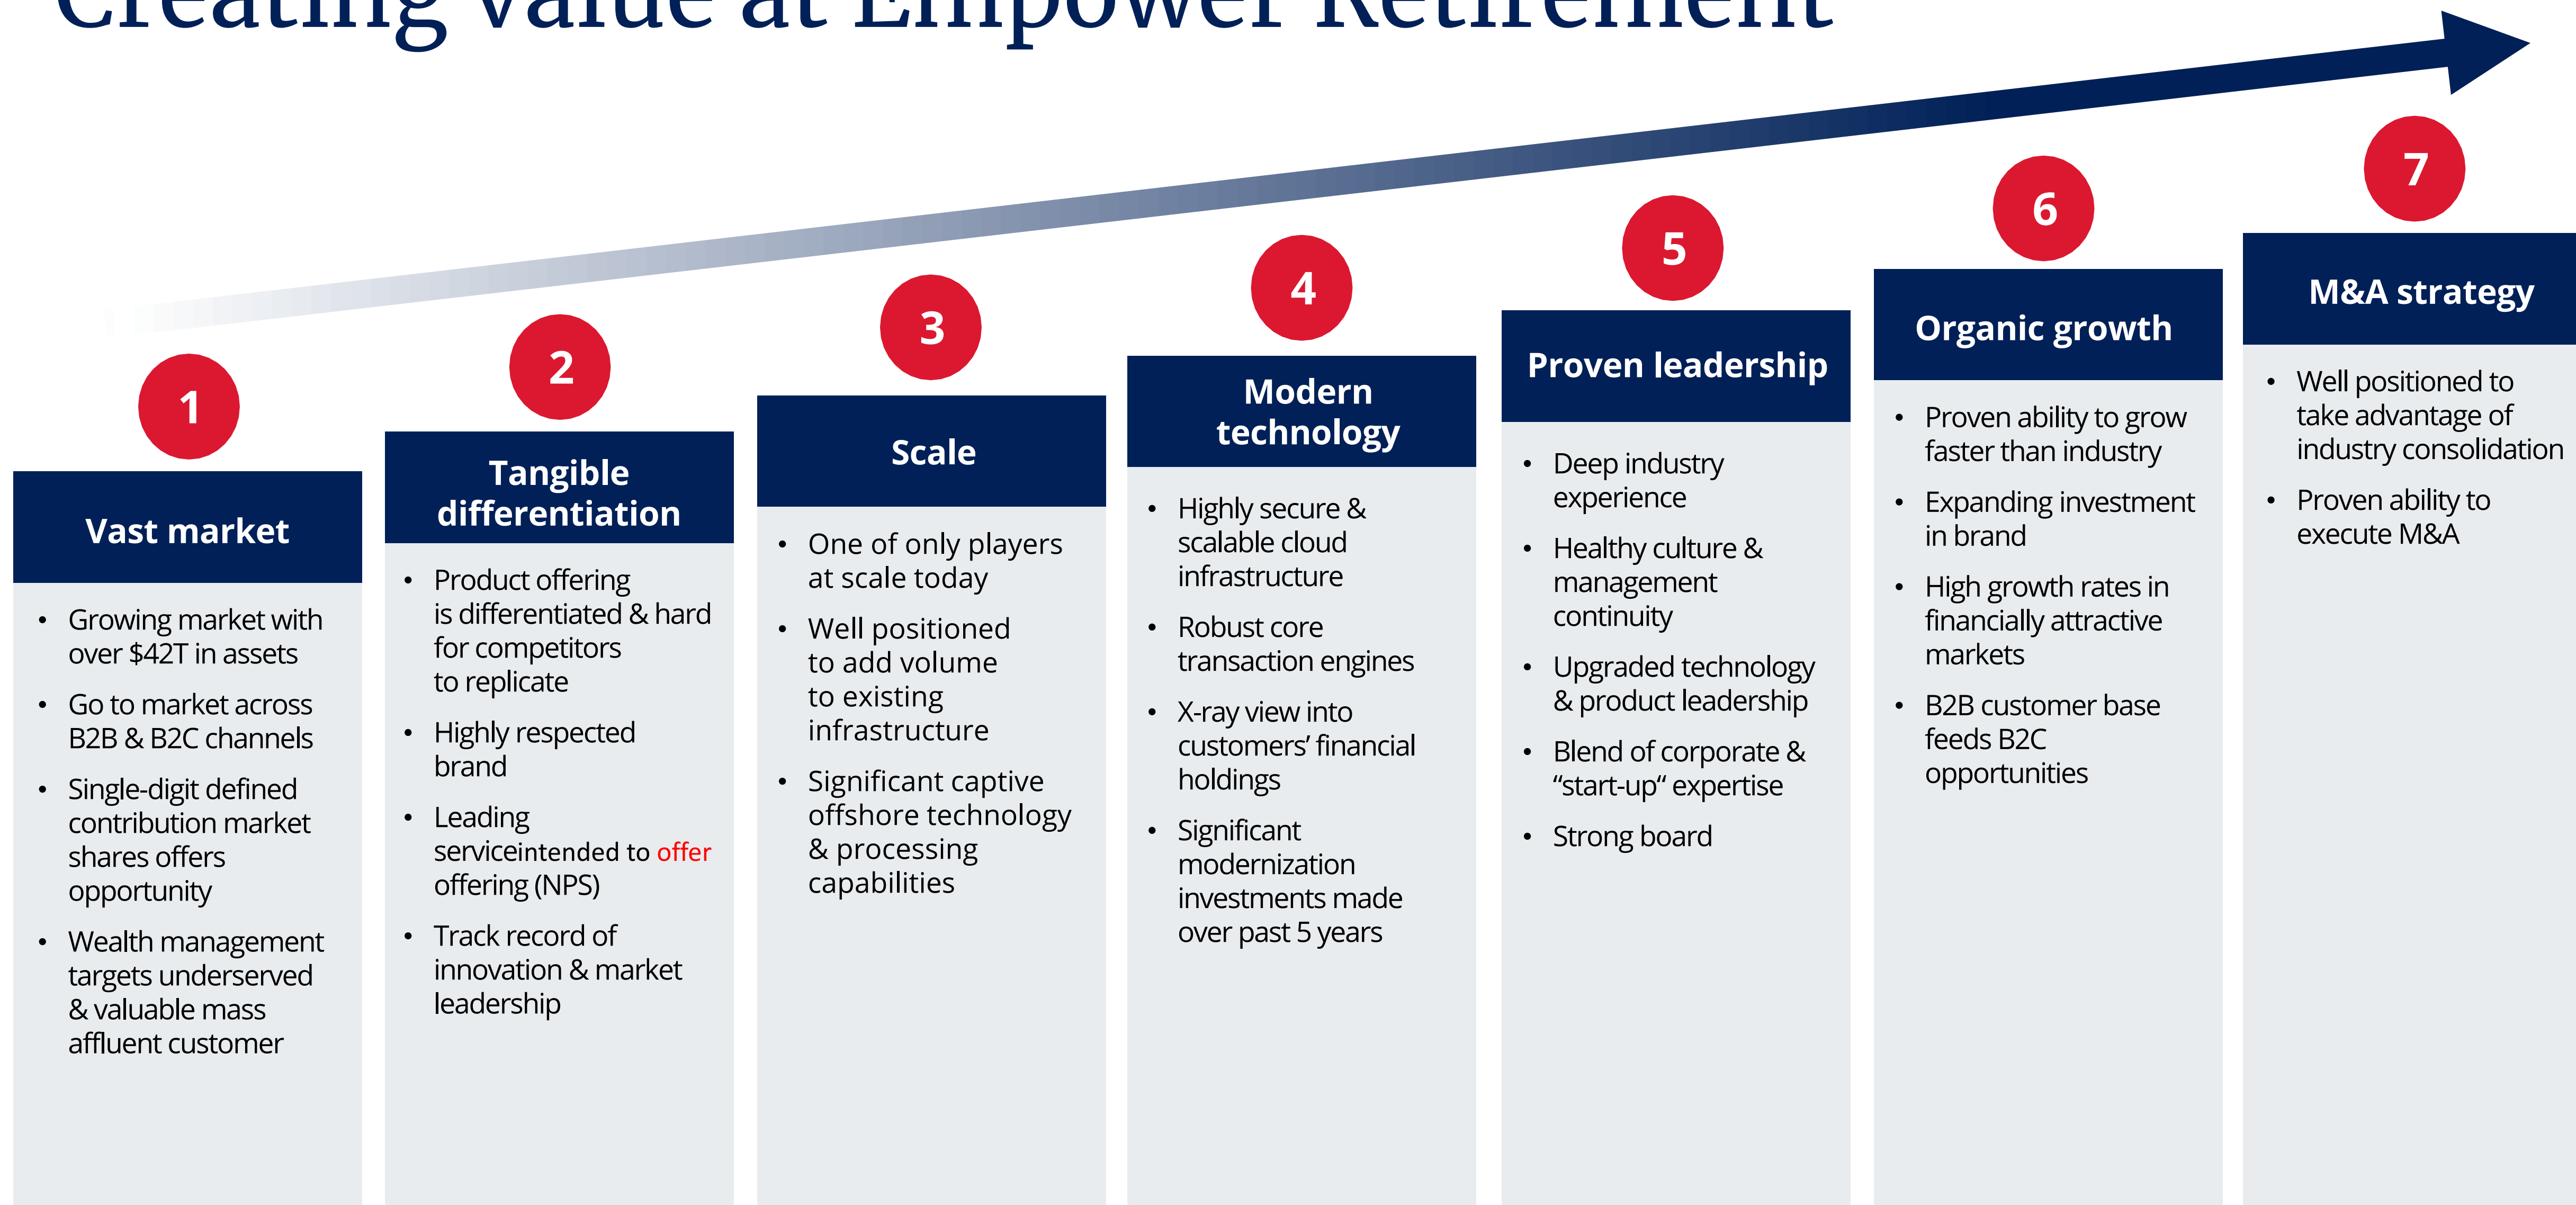 Creating Value at Empower Retirement
1
Vast market
• Growing market with
over $42T in assets
• Go to market across
B2B & B2C channels
• Single-digit defined
contribution market
shares offers
opportunity
• Wealth management
targets underserved
& valuable mass
affluent customer
2
Tangible
differentiation
• Product offering
is differentiated & hard
for competitors
to replicate
• Highly respected
brand
• Leading
serviceintended to offer
offering (NPS)
• Track record of
innovation & market
leadership
3
Scale
• One of only players
at scale today
• Well positioned
to add volume
to existing
infrastructure
• Significant captive
offshore technology
& processing
capabilities
4
Modern
technology
• Highly secure &
scalable cloud
infrastructure
• Robust core
transaction engines
• X-ray view into
customers’ financial
holdings
• Significant
modernization
investments made
over past 5 years
5
Proven leadership
• Deep industry
experience
• Healthy culture &
management
continuity
• Upgraded technology
& product leadership
• Blend of corporate &
“start-up“ expertise
• Strong board
6
Organic growth
• Proven ability to grow
faster than industry
• Expanding investment
in brand
• High growth rates in
financially attractive
markets
• B2B customer base
feeds B2C
opportunities
7
M&A strategy
• Well positioned to
take advantage of
industry consolidation
• Proven ability to
execute M&A